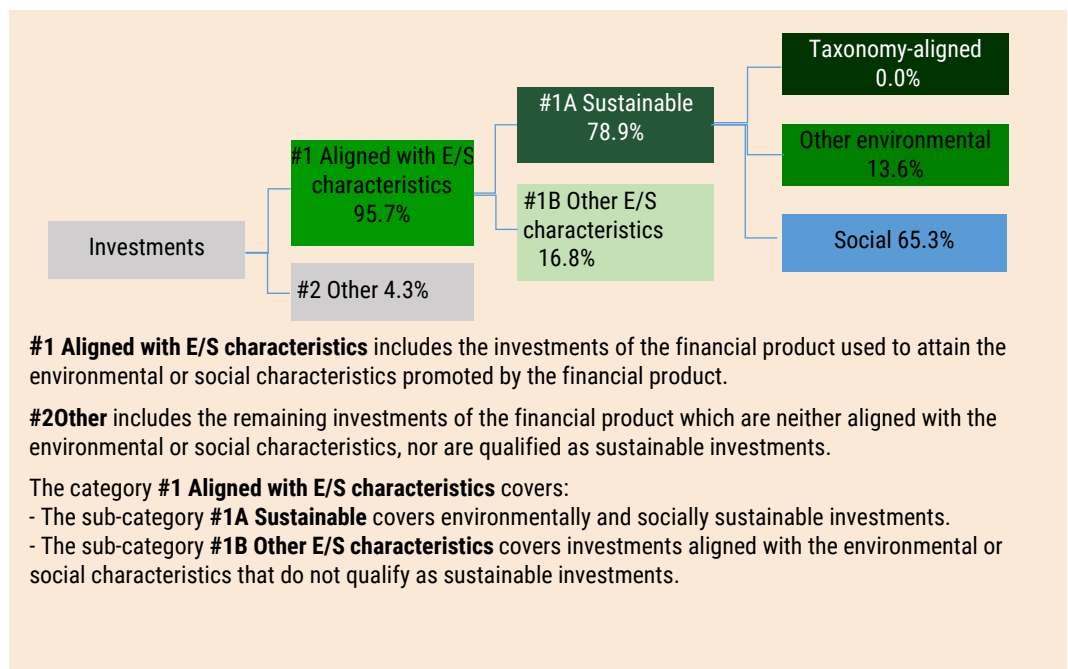 Taxonomy-aligned
0.0%
#1A Sustainable
78.9%
Other environmental
13.6%
#1 Aligned with E/S
characteristics
95.7%
#1B Other E/S
characteristics
16.8%
Social 65.3%
Investments
#2 Other 4.3%
#1 Aligned with E/S characteristics includes the investments of the financial product used to attain the
environmental or social characteristics promoted by the financial product.
#2Other includes the remaining investments of the financial product which are neither aligned with the
environmental or social characteristics, nor are qualified as sustainable investments.
The category #1 Aligned with E/S characteristics covers:
- The sub-category #1A Sustainable covers environmentally and socially sustainable investments.
- The sub-category #1B Other E/S characteristics covers investments aligned with the environmental or
social characteristics that do not qualify as sustainable investments.